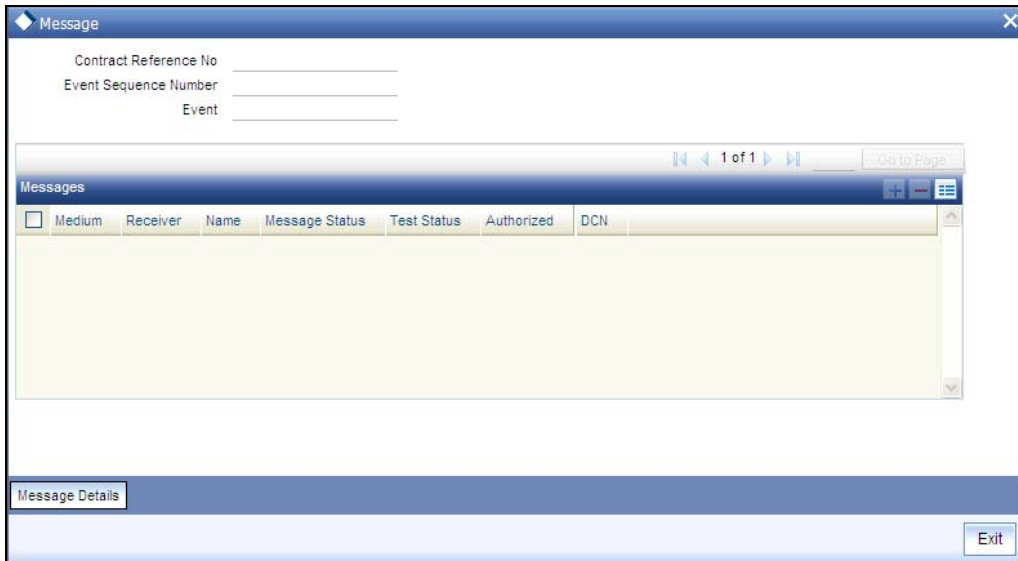 Message
Contract Reference No
Event Sequence Number
Event
1 of 1 Go to Page
Messages
Medium Receiver Name Message Status Test Status Authorized DCN
Message Details
Exit